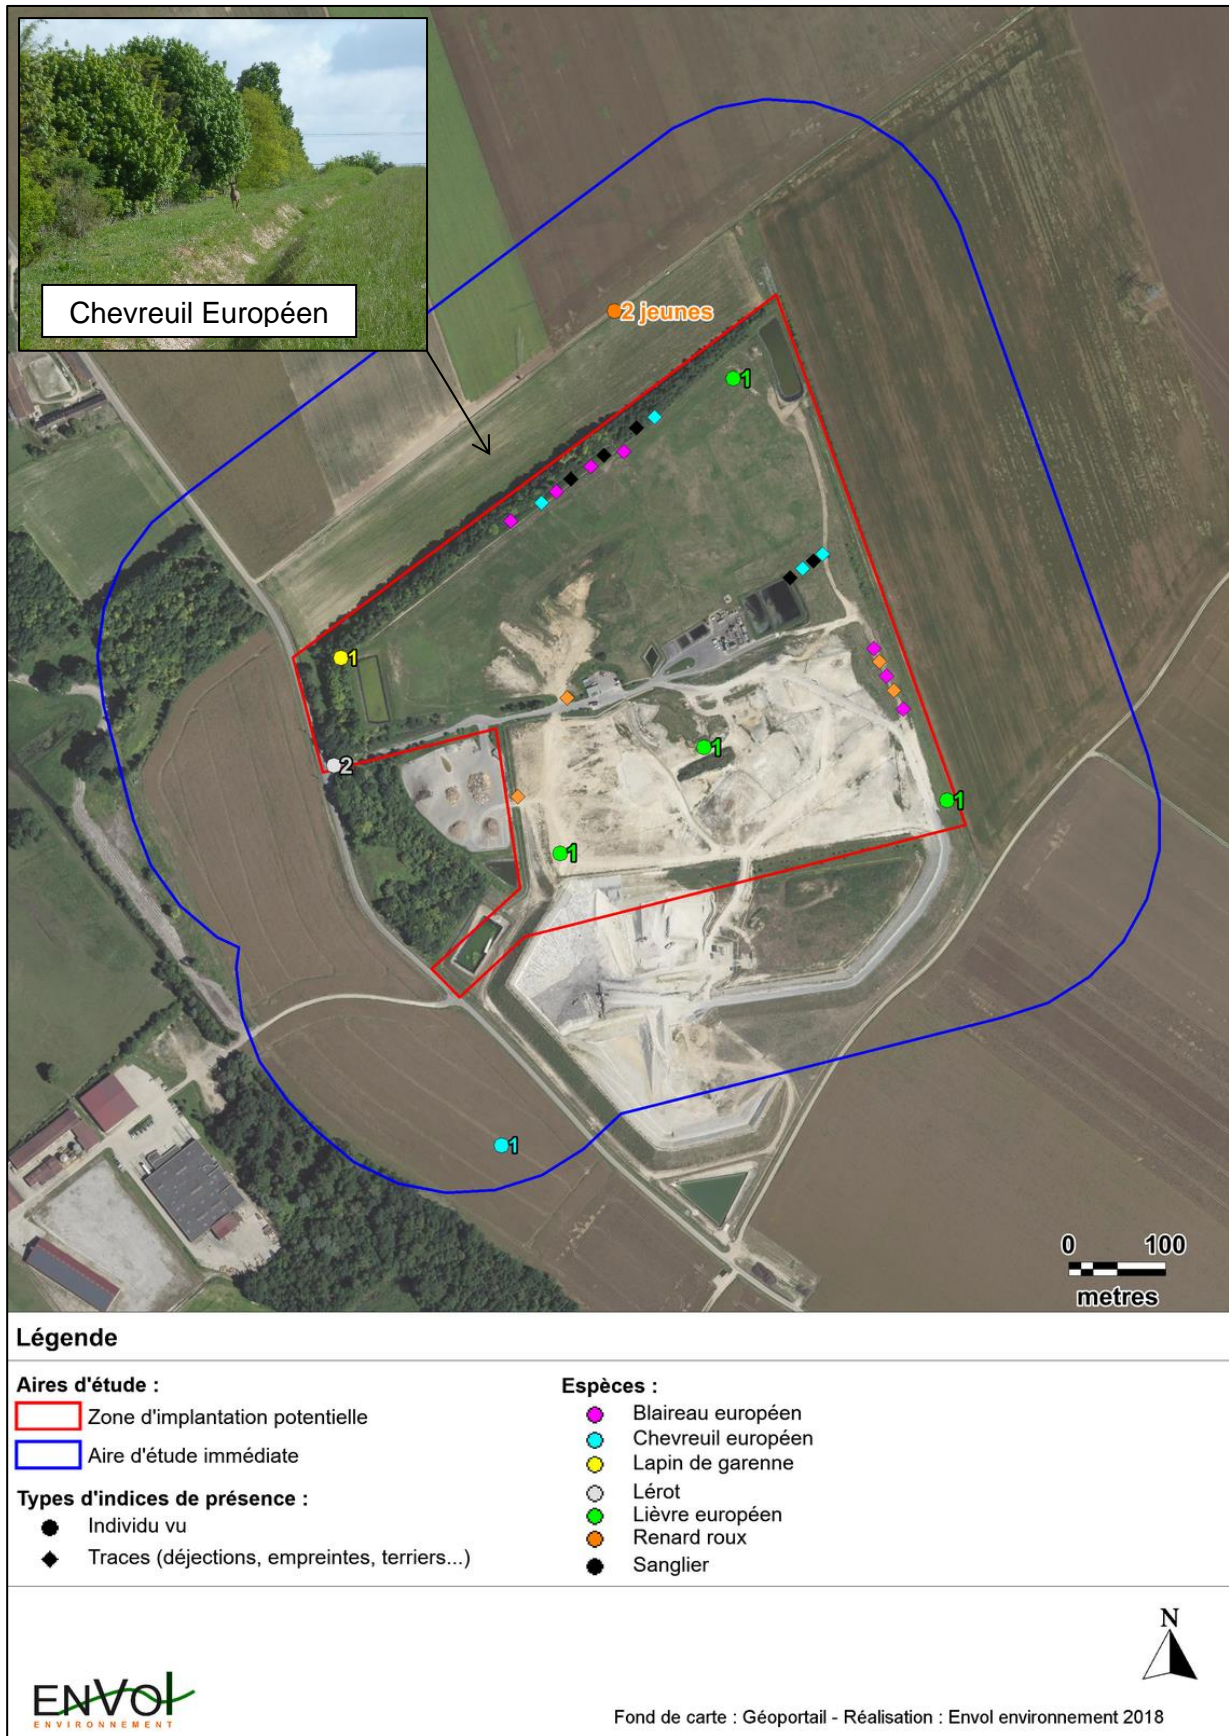 Chevreuil Européen
2 jeunes
1
1
2
1
1
1
1
0 100
metres
Légende
Aires d'étude :
Zone d'implantation potentielle
Aire d'étude immédiate
Types d'indices de présence :
Individu vu
Traces (déjections, empreintes, terriers...)
Espèces :
Blaireau européen
Chevreuil européen
Lapin de garenne
Lérot
Lièvre européen
Renard roux
Sanglier
N
ENVOL
ENVIRONNEMENT
Fond de carte : Géoportail - Réalisation : Envol environnement 2018